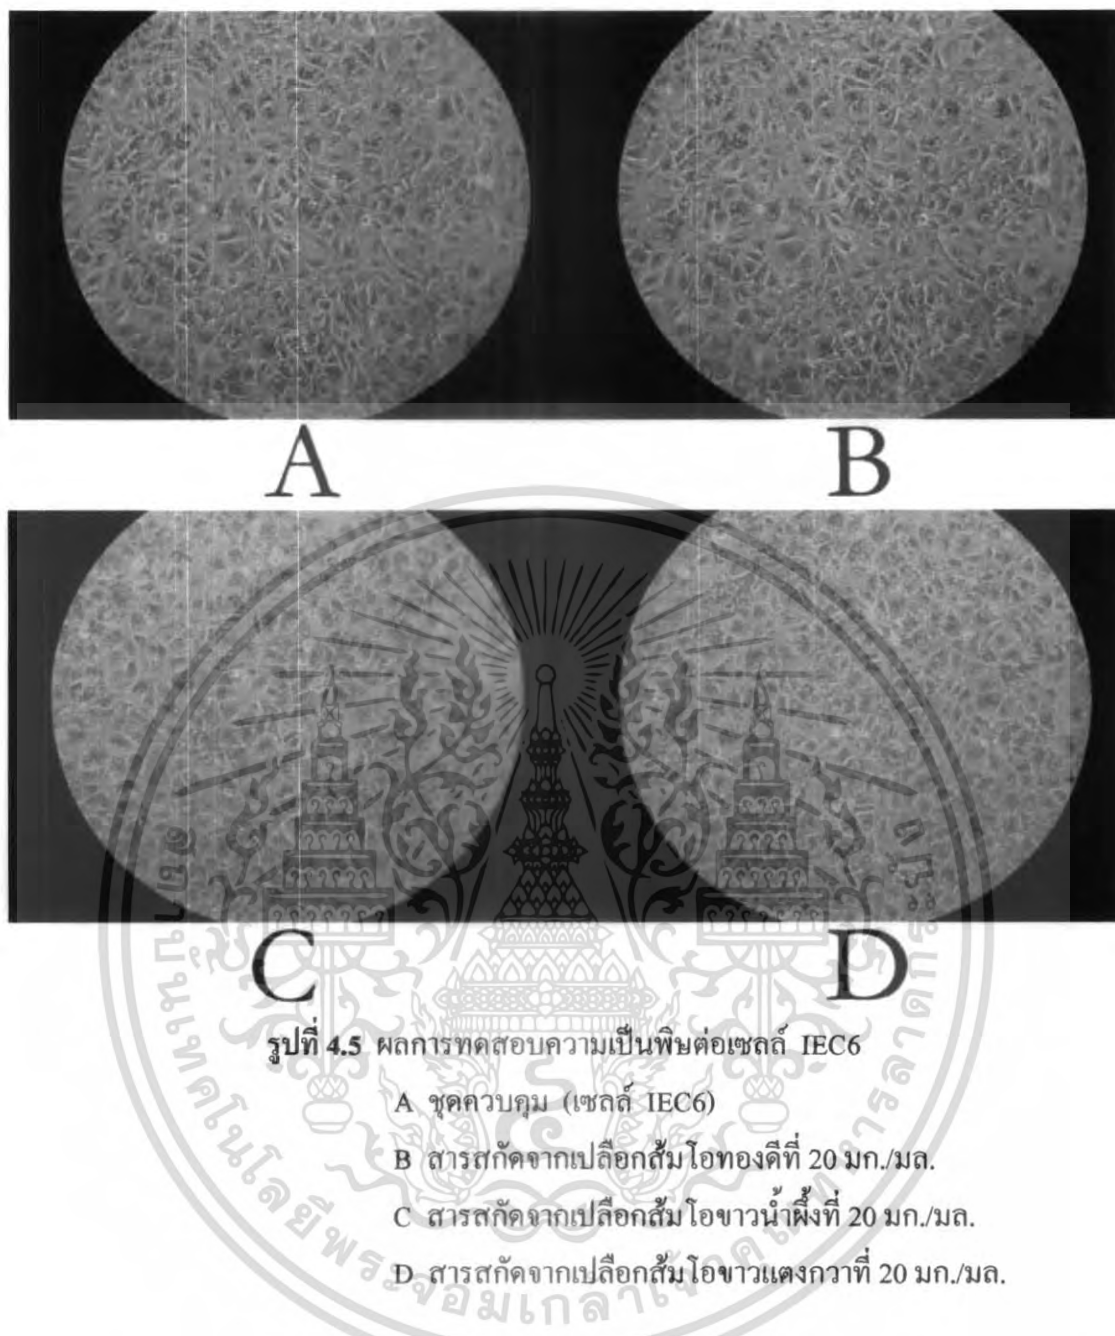 A
B
C
D
รูปที่ 4.5 ผลการทดสอบความเป็นพิษต่อเซลล์ IEC6
A ชุดควบคุม (เซลล์ IEC6)
B สารสกัดจากเปลือกส้มโอทองดีที่ 20 มก./มล.
C สารสกัดจากเปลือกส้มโอขาวน้ำผึ้งที่ 20 มก./มล.
D สารสกัดจากเปลือกส้มโอขาวแตงกวาที่ 20 มก./มล.